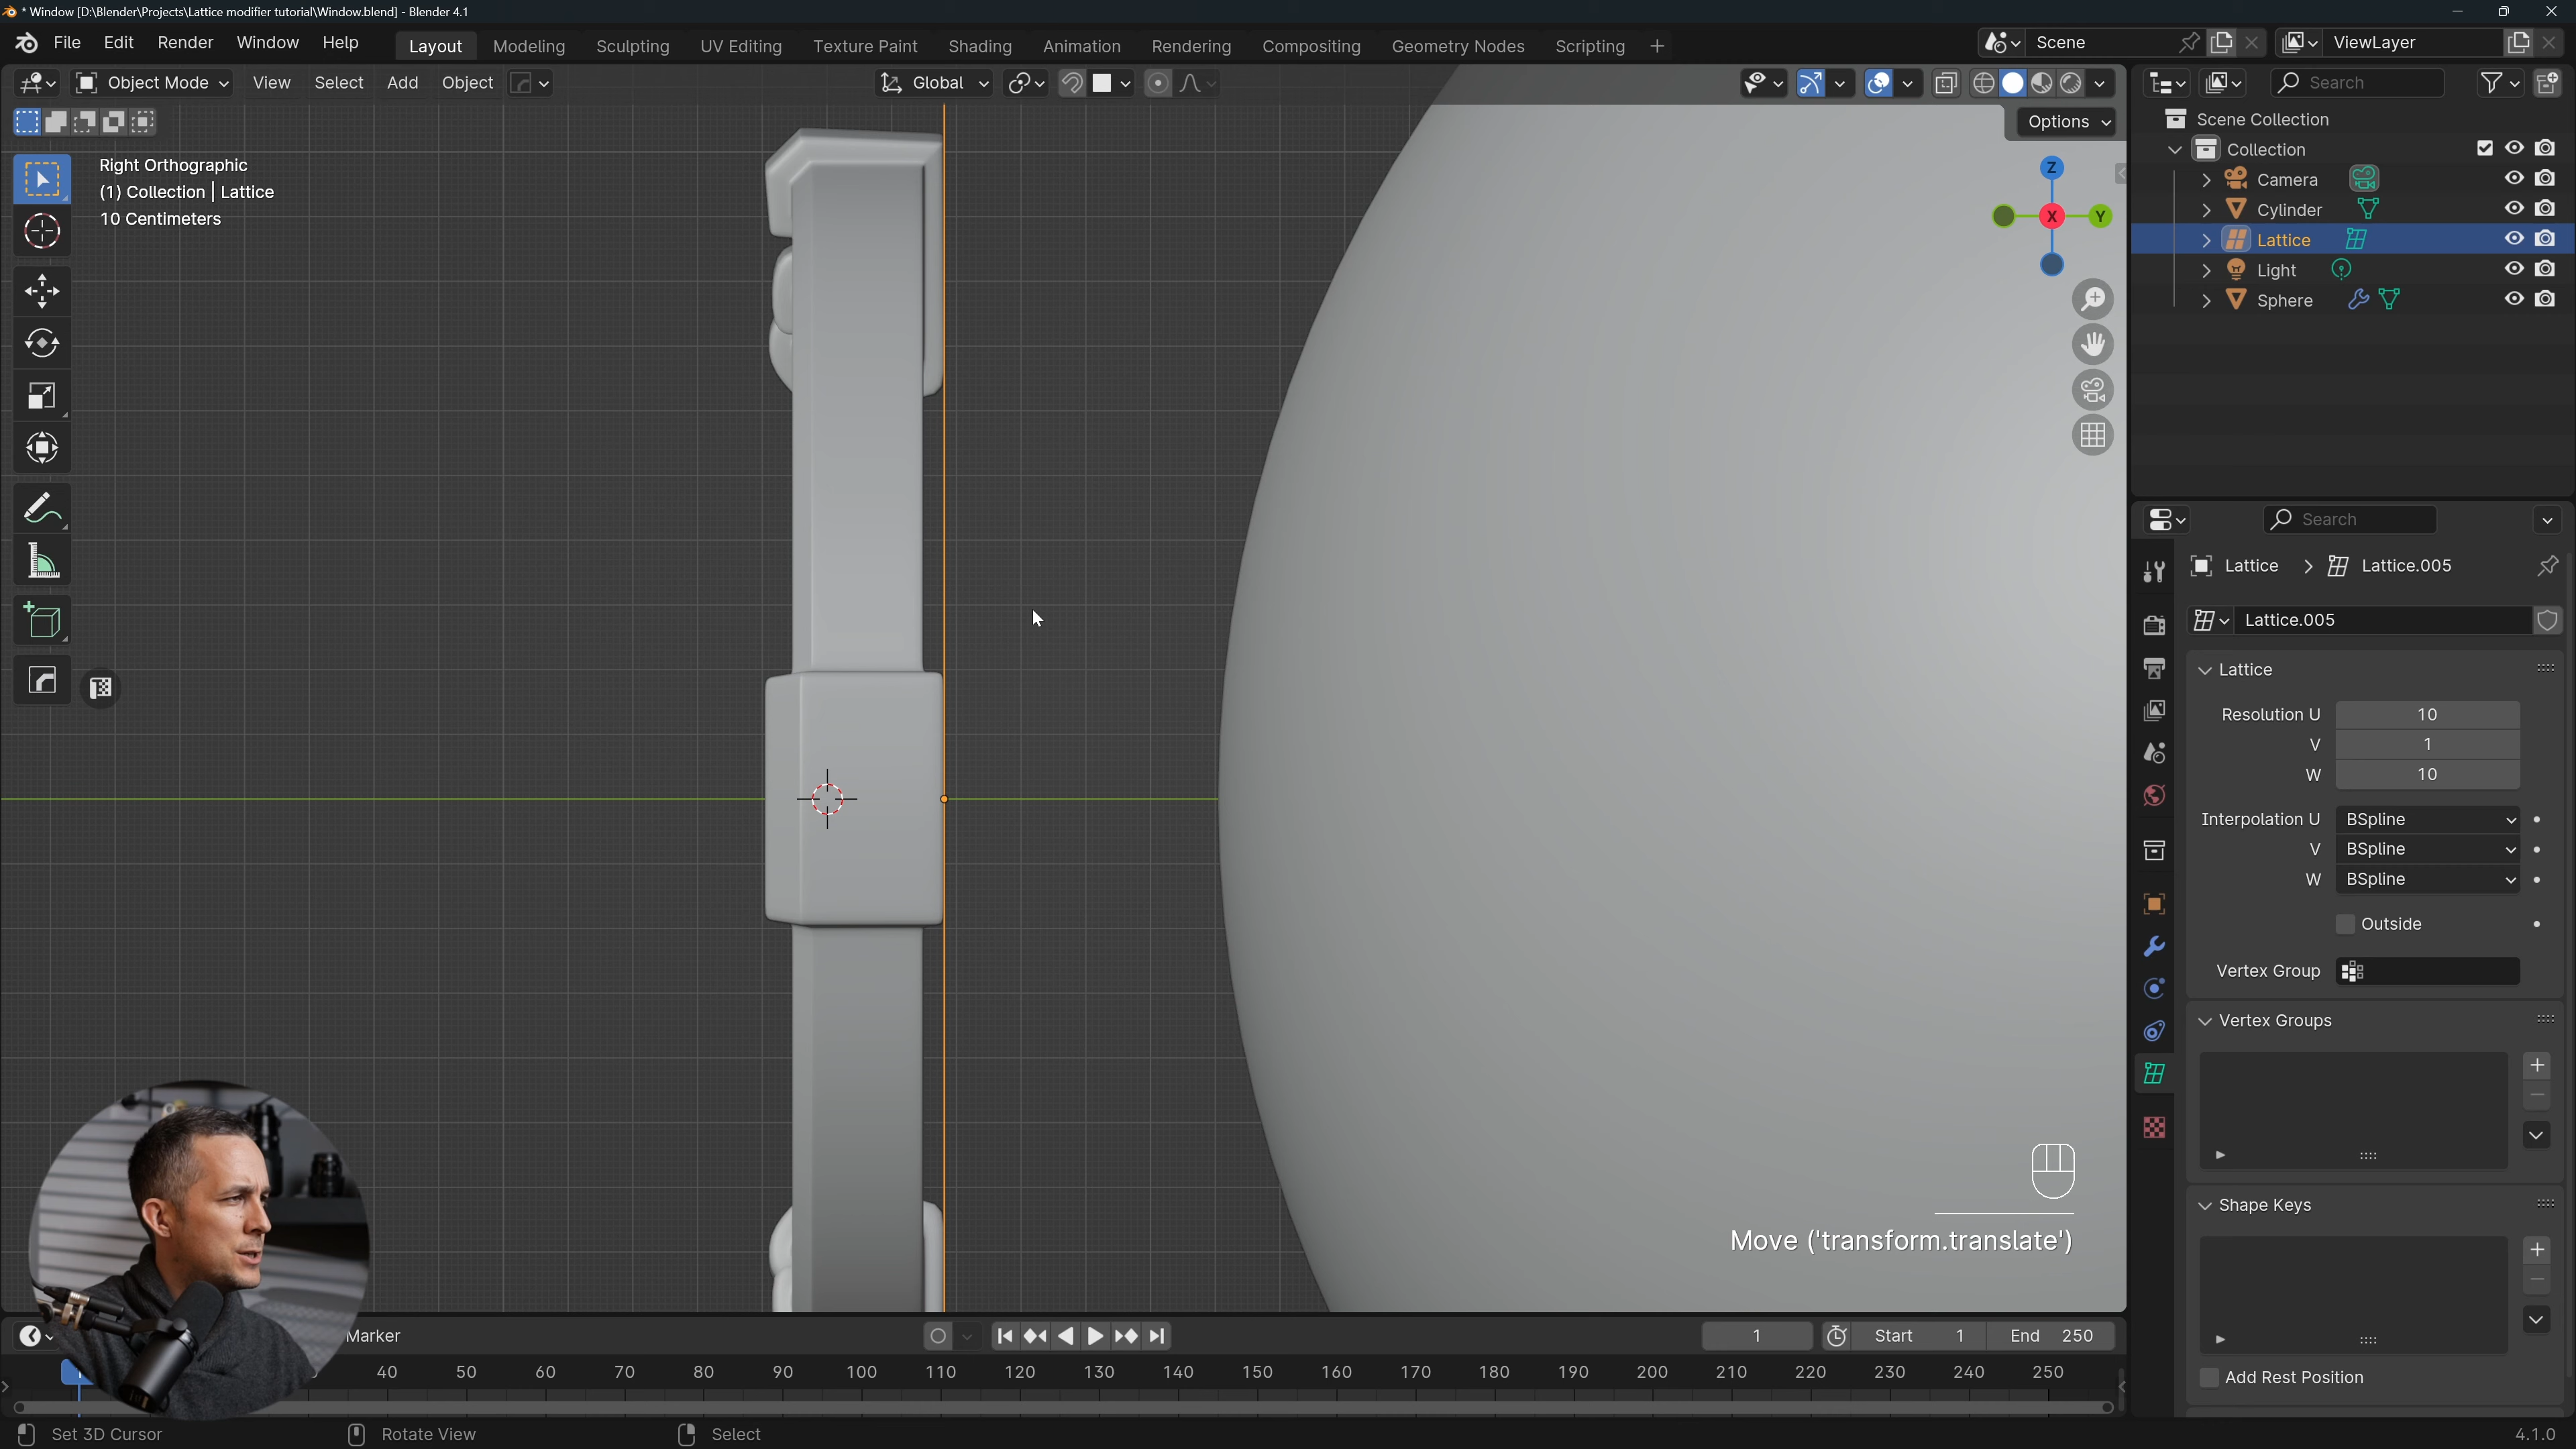 * Window [D:\Blender\Projects\Lattice modifier tutorial\Window.blend] - Blender 4.1
File Edit Render Window Help Layout Modeling Sculpting UV Editing Texture Paint Shading Animation Rendering Compositing Geometry Nodes Scripting + Scene ViewLayer
Object Mode View Select Add Object Global Search
Options
Right Orthographic
(1) Collection | Lattice
10 Centimeters
Z
X
Y
Scene Collection
Collection
Camera
Cylinder
Lattice
Light
Sphere
Search
Lattice Lattice.005
Lattice.005
Lattice
Resolution U 10
V 1
W 10
Interpolation U BSpline
V BSpline
W BSpline
Outside
Vertex Group
Vertex Groups
Shape Keys
Add Rest Position
Move ('transform.translate')
Marker 1 Start 1 End 250
40 50 60 70 80 90 100 110 120 130 140 150 160 170 180 190 200 210 220 230 240 250
Set 3D Cursor Rotate View Select 4.1.0